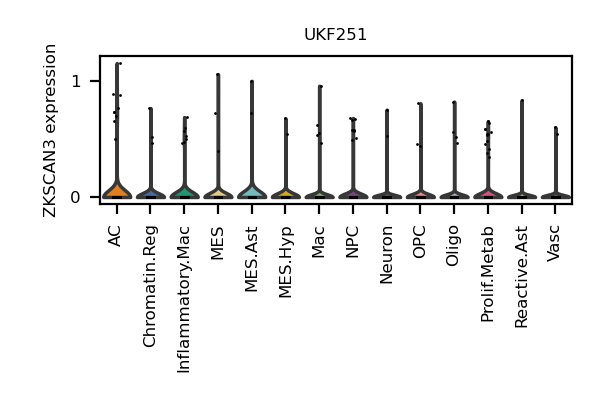 UKF251
ZKSCAN3 expression
1
0
AC
Chromatin.Reg
Inflammatory.Mac
MES
MES.Ast
MES.Hyp
Mac
NPC
Neuron
OPC
Oligo
Prolif.Metab
Reactive.Ast
Vasc